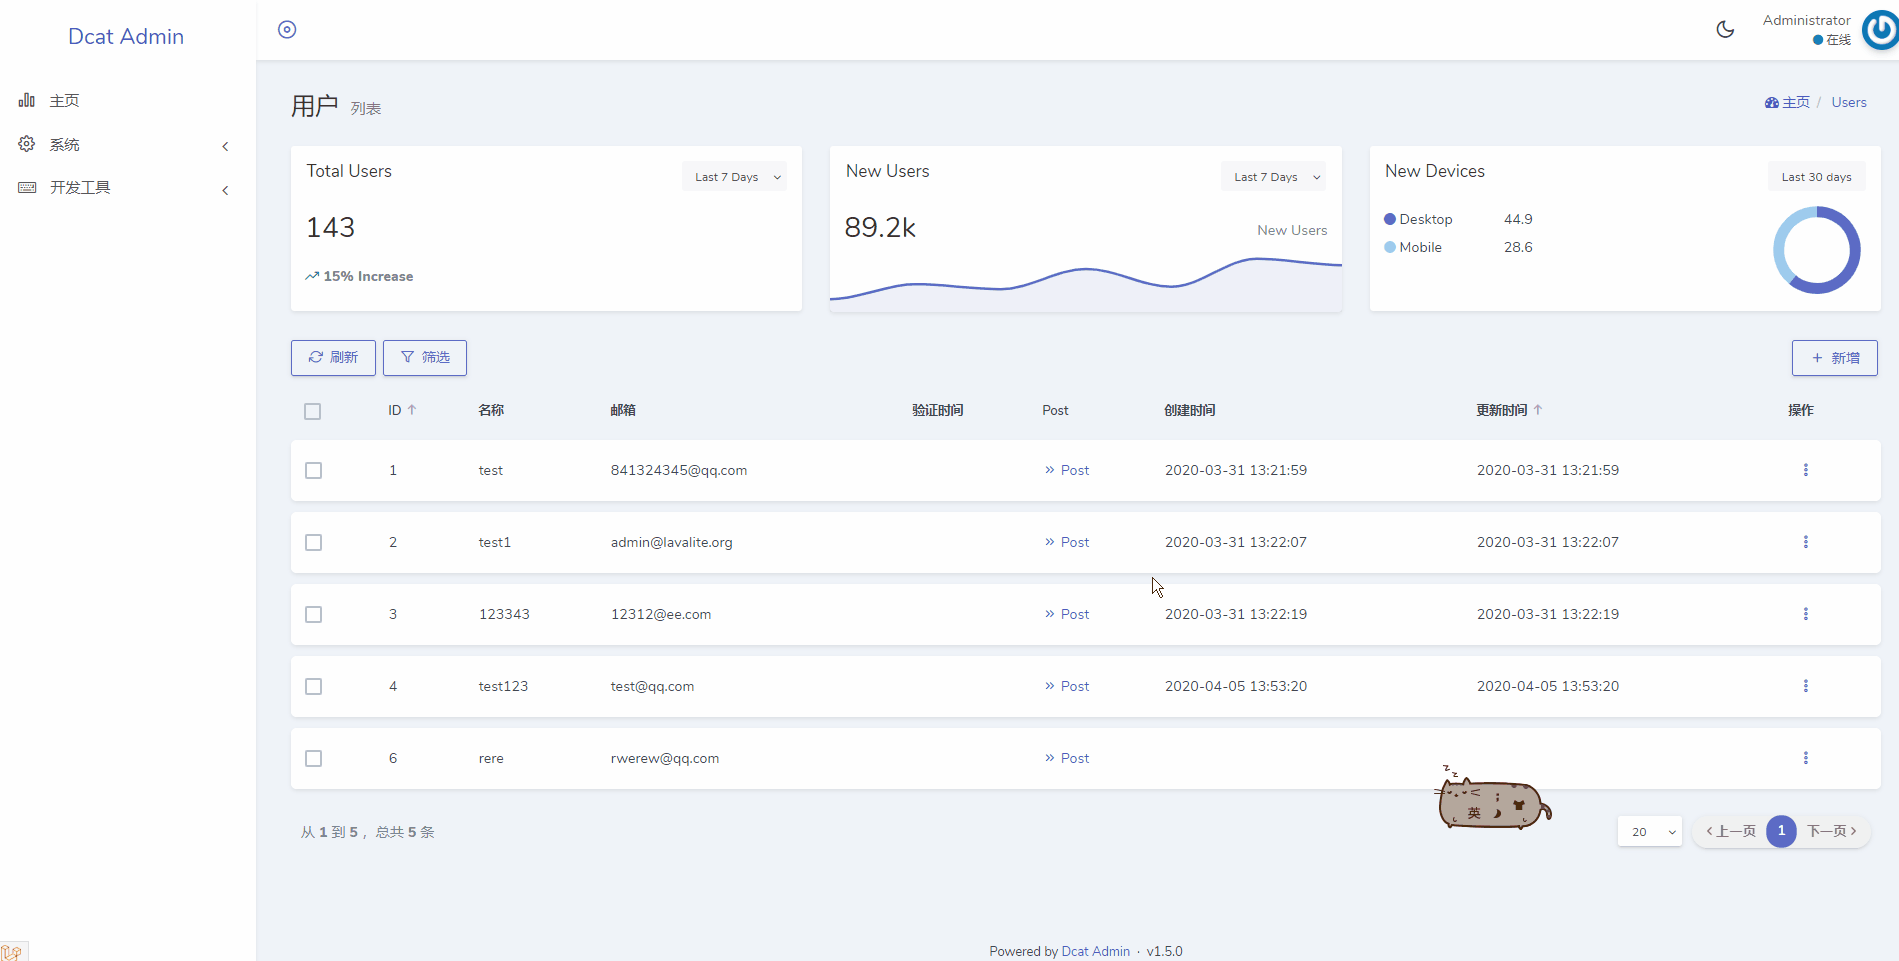 Dcat Admin
Administrator
在线
主页
系统
开发工具
用户 列表
主页 / Users
Total Users
Last 7 Days
143
15% Increase
New Users
Last 7 Days
89.2k
New Users
New Devices
Last 30 days
Desktop 44.9
Mobile 28.6
刷新 筛选
+ 新增
ID ↑ 名称 邮箱 验证时间 Post 创建时间 更新时间 ↑ 操作
1 test 841324345@qq.com » Post 2020-03-31 13:21:59 2020-03-31 13:21:59
2 test1 admin@lavalite.org » Post 2020-03-31 13:22:07 2020-03-31 13:22:07
3 123343 12312@ee.com » Post 2020-03-31 13:22:19 2020-03-31 13:22:19
4 test123 test@qq.com » Post 2020-04-05 13:53:20 2020-04-05 13:53:20
6 rere rwerew@qq.com » Post
z z
英 ;
从 1 到 5 ，总共 5 条
20
‹ 上一页 1 下一页 ›
Powered by Dcat Admin · v1.5.0